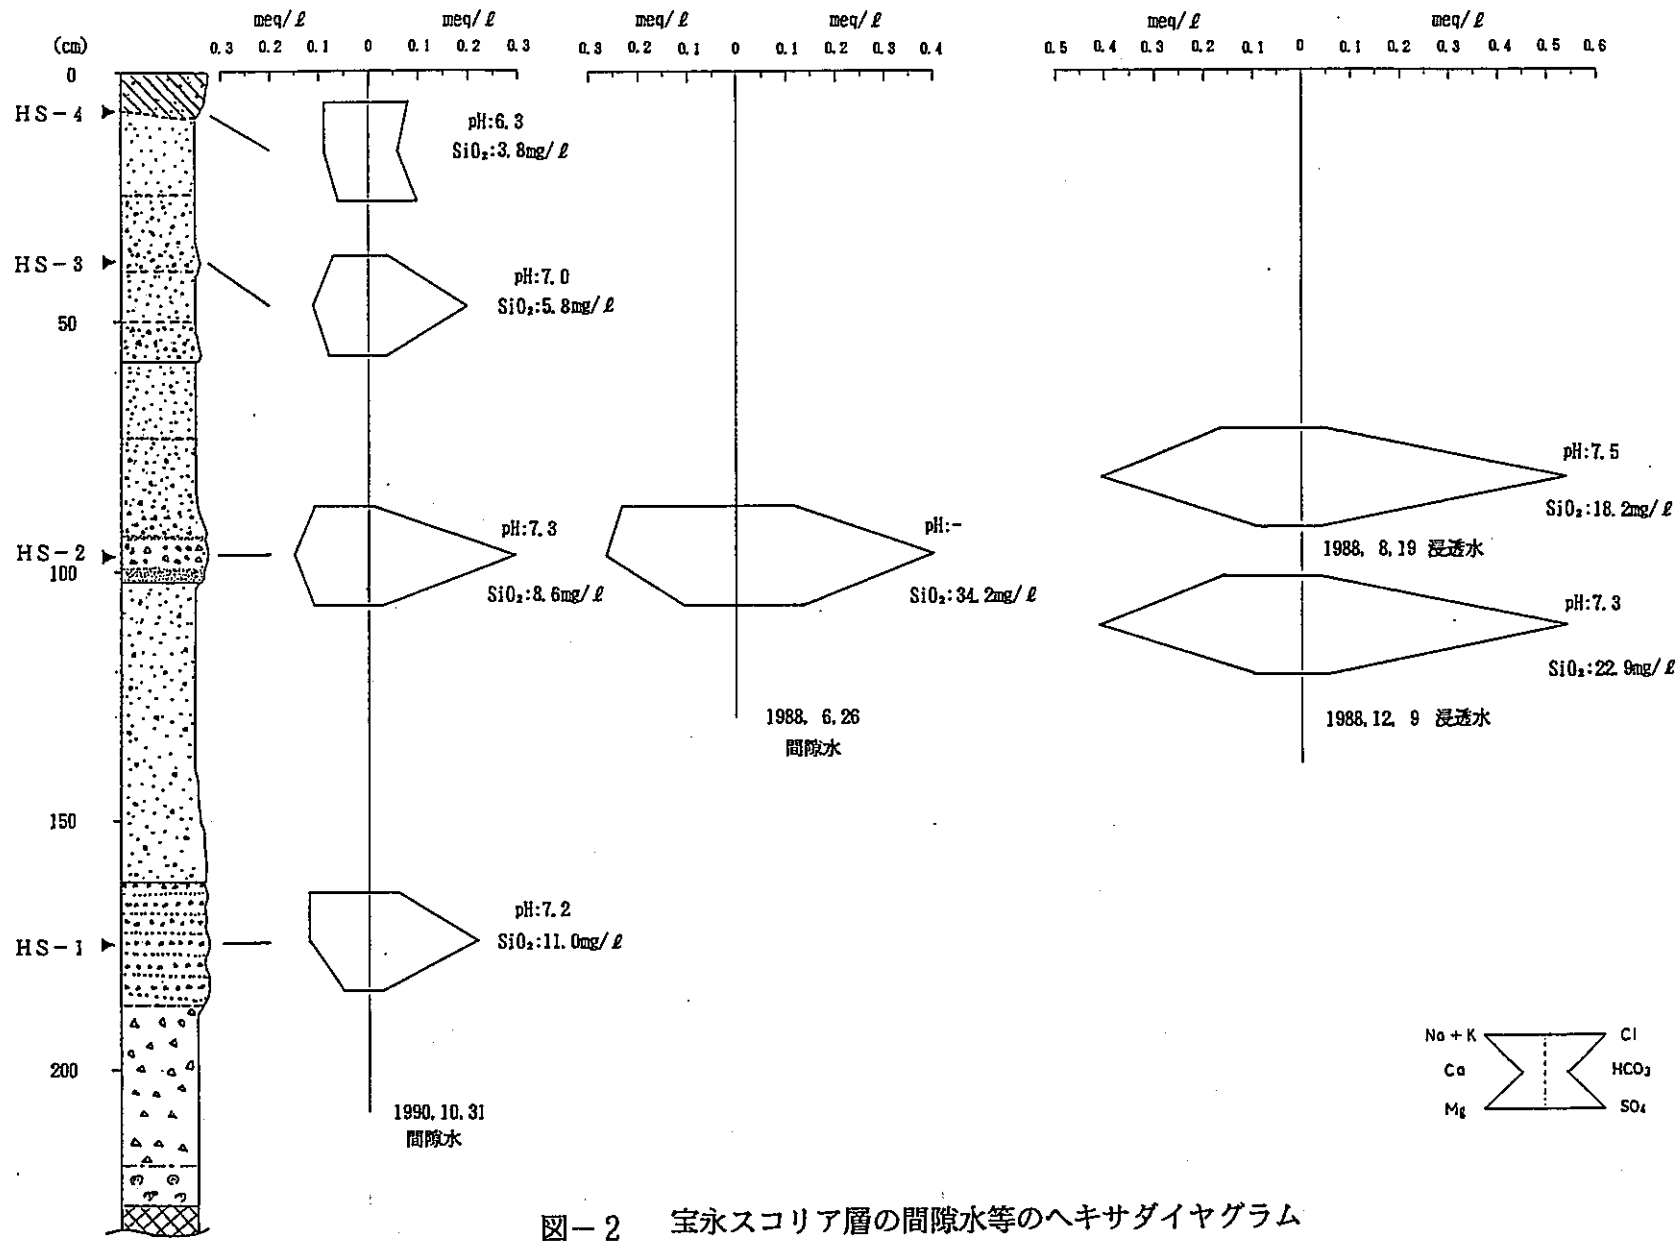 meq/ℓ meq/ℓ meq/ℓ meq/ℓ meq/ℓ meq/ℓ
(cm) 0.3 0.2 0.1 0 0.1 0.2 0.3 0.3 0.2 0.1 0 0.1 0.2 0.3 0.4 0.5 0.4 0.3 0.2 0.1 0 0.1 0.2 0.3 0.4 0.5 0.6
0
HS-4
pH:6.3
SiO₂:3.8mg/ℓ
HS-3
pH:7.0
SiO₂:5.8mg/ℓ
50
pH:7.5
SiO₂:18.2mg/ℓ
1988. 8.19 浸透水
HS-2
pH:7.3
SiO₂:8.6mg/ℓ
pH:-
SiO₂:34.2mg/ℓ
100
pH:7.3
SiO₂:22.9mg/ℓ
1988.12. 9 浸透水
1988. 6.26
間隙水
150
HS-1
pH:7.2
SiO₂:11.0mg/ℓ
200
1990.10.31
間隙水
Na + K Cl
Ca HCO₃
Mg SO₄
図-2 宝永スコリア層の間隙水等のヘキサダイヤグラム